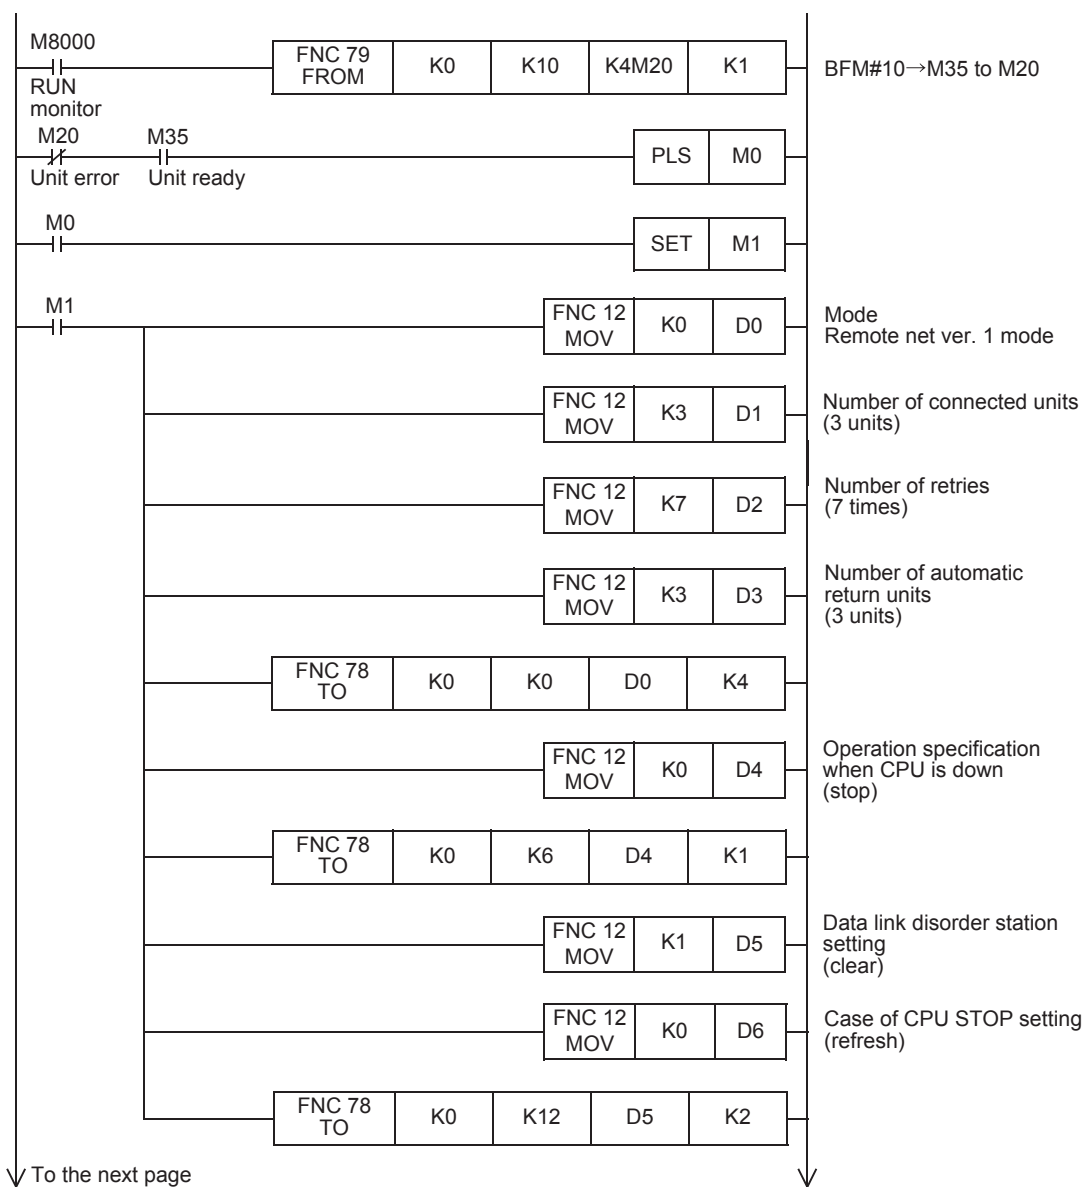 M8000
RUN
monitor
FNC 79
FROM
K0
K10
K4M20
K1
BFM#10→M35 to M20
M20
Unit error
M35
Unit ready
PLS
M0
M0
SET
M1
M1
FNC 12
MOV
K0
D0
Mode
Remote net ver. 1 mode
FNC 12
MOV
K3
D1
Number of connected units
(3 units)
FNC 12
MOV
K7
D2
Number of retries
(7 times)
FNC 12
MOV
K3
D3
Number of automatic
return units
(3 units)
FNC 78
TO
K0
K0
D0
K4
FNC 12
MOV
K0
D4
Operation specification
when CPU is down
(stop)
FNC 78
TO
K0
K6
D4
K1
FNC 12
MOV
K1
D5
Data link disorder station
setting
(clear)
FNC 12
MOV
K0
D6
Case of CPU STOP setting
(refresh)
FNC 78
TO
K0
K12
D5
K2
To the next page